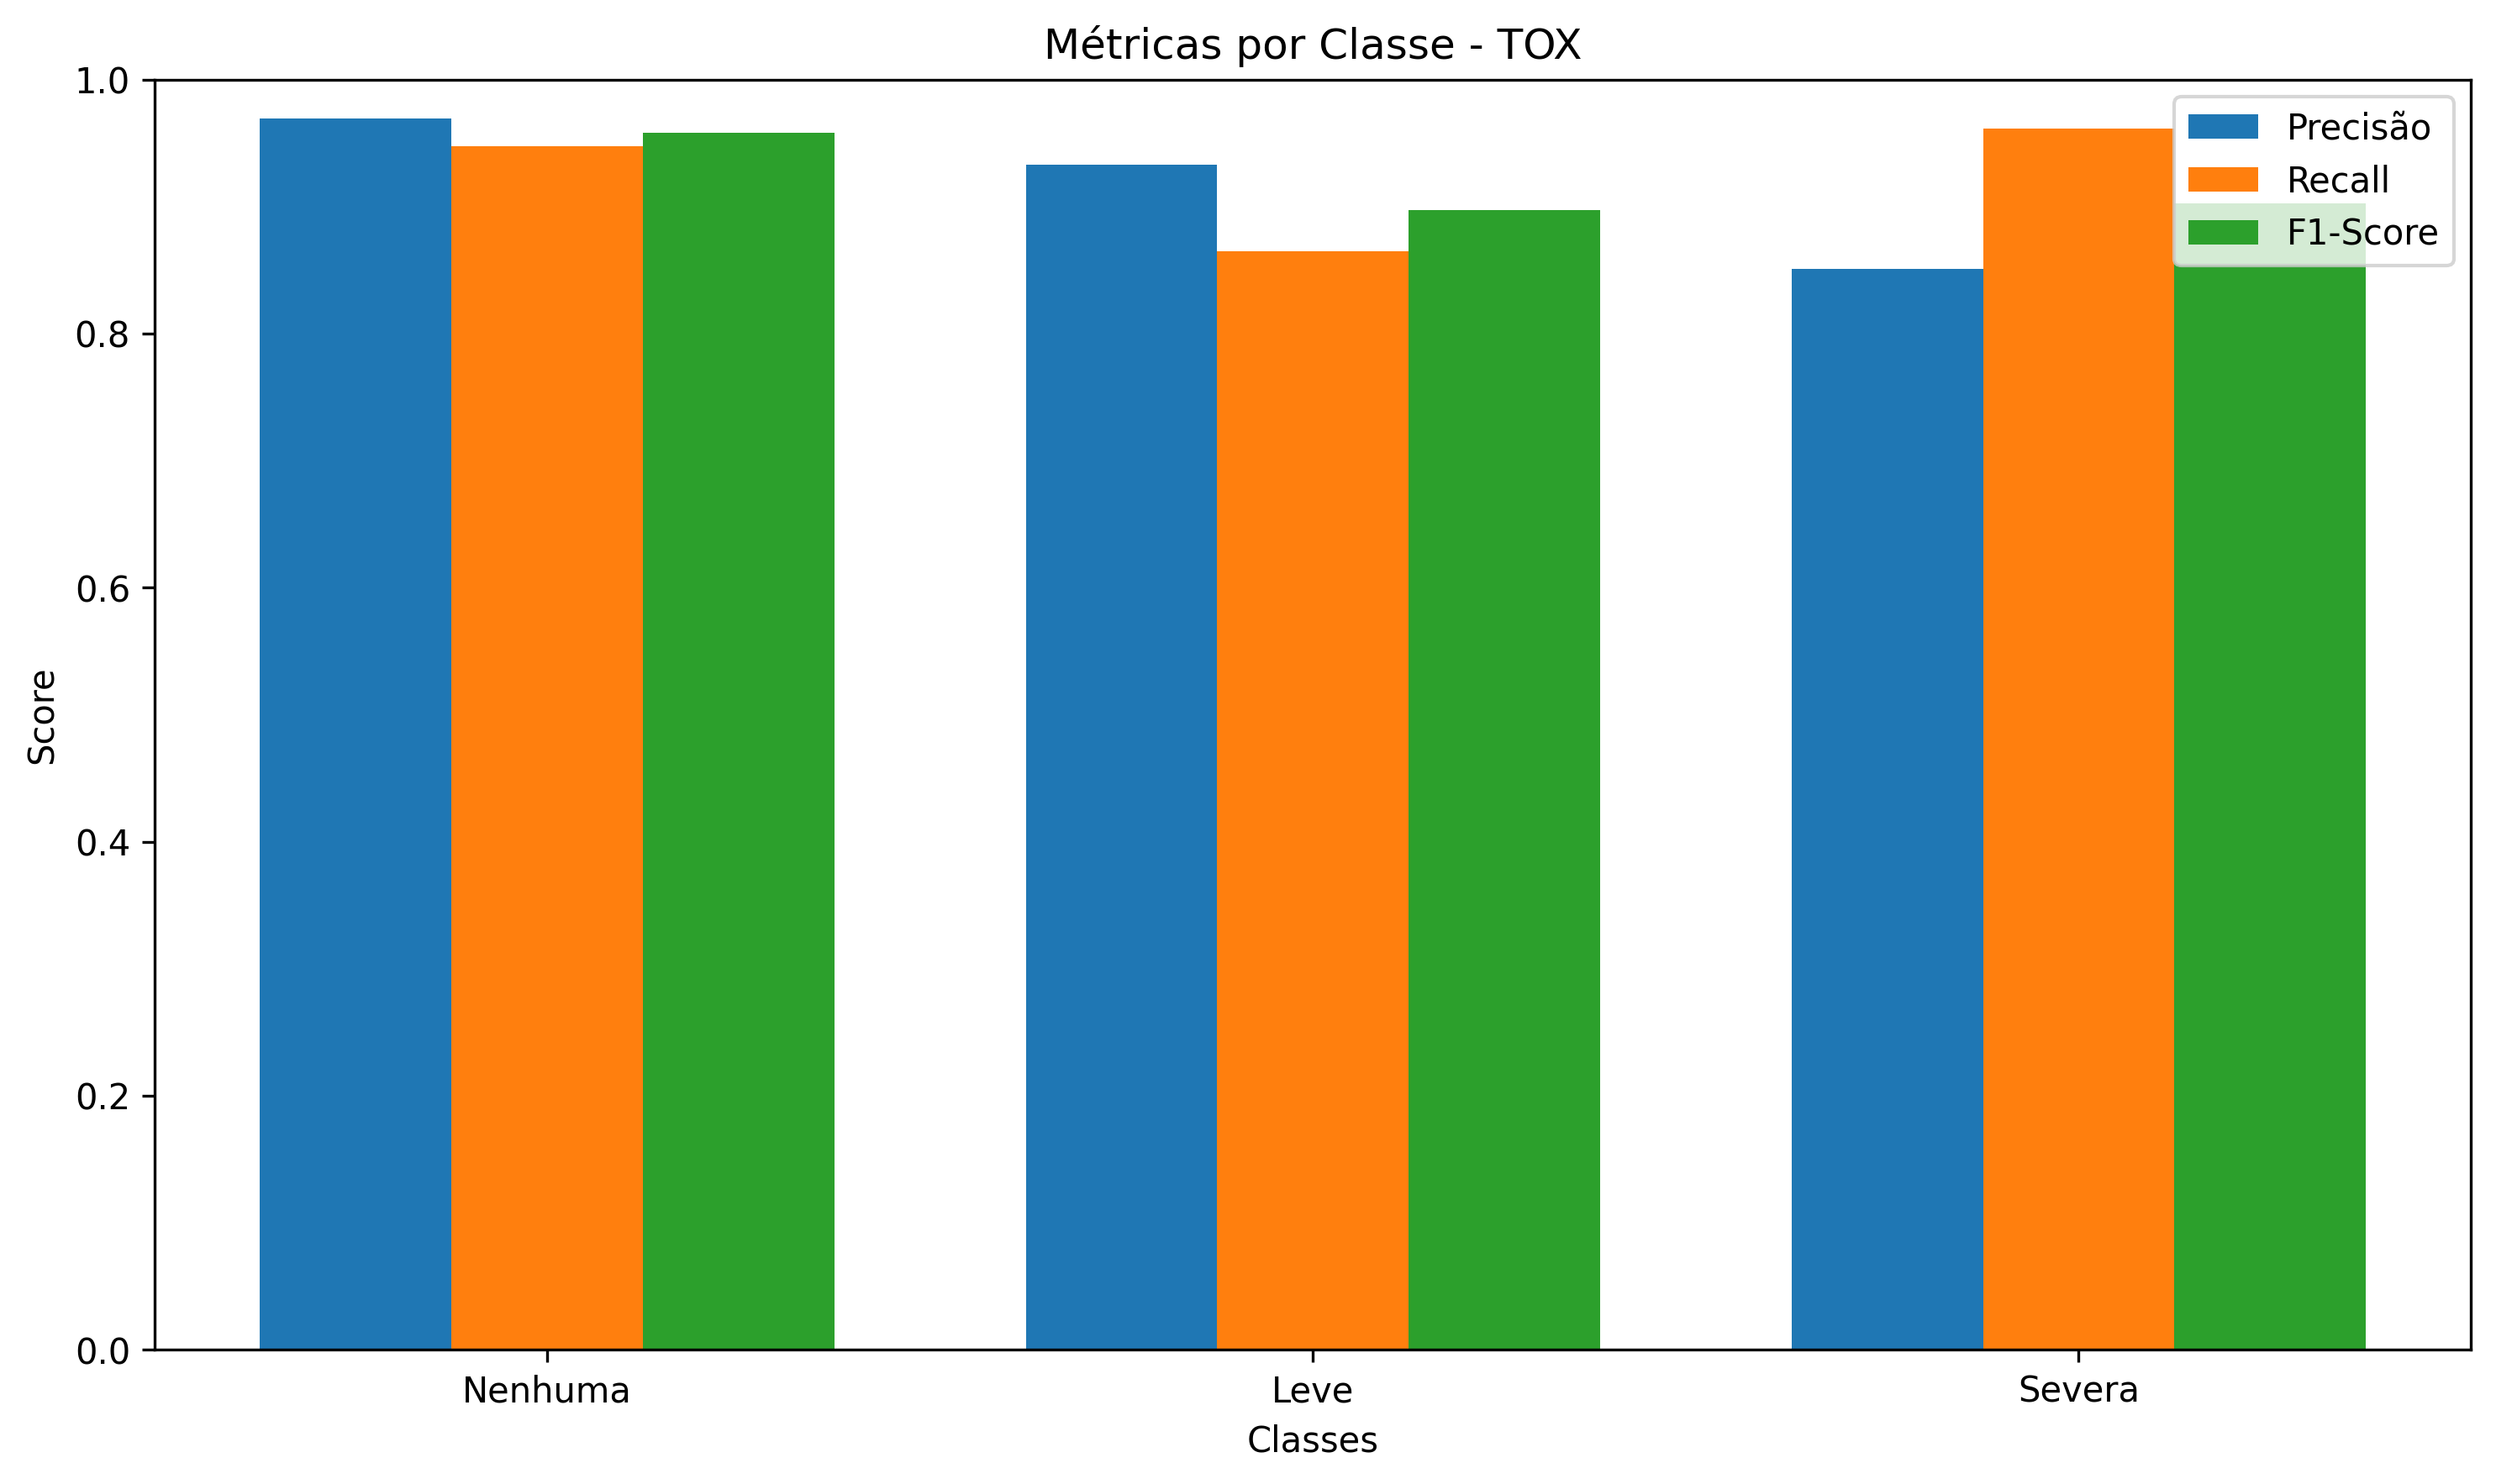 Métricas por Classe - TOX
1.0
0.8
0.6
0.4
0.2
0.0
Score
Precisão
Recall
F1-Score
Nenhuma
Leve
Severa
Classes